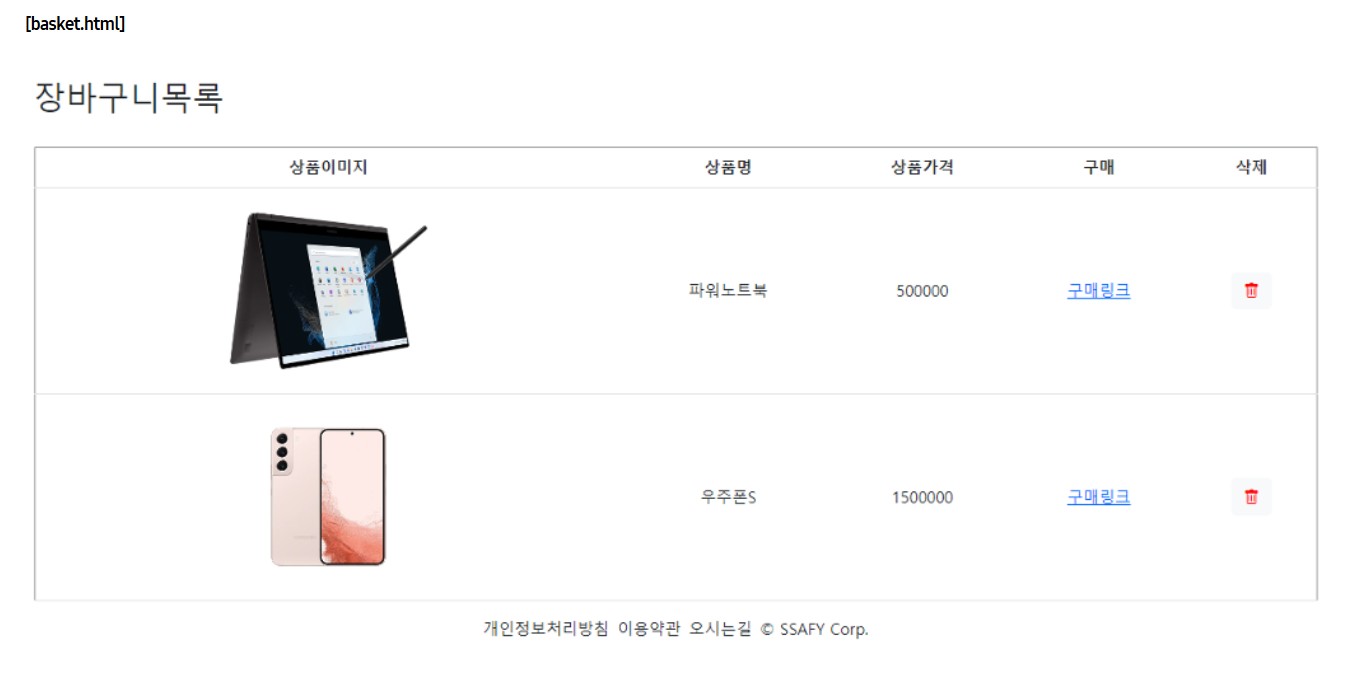 [basket.html]
장바구니목록
상품이미지 상품명 상품가격 구매 삭제
파워노트북 500000 구매링크
우주폰S 1500000 구매링크
개인정보처리방침 이용약관 오시는길 © SSAFY Corp.